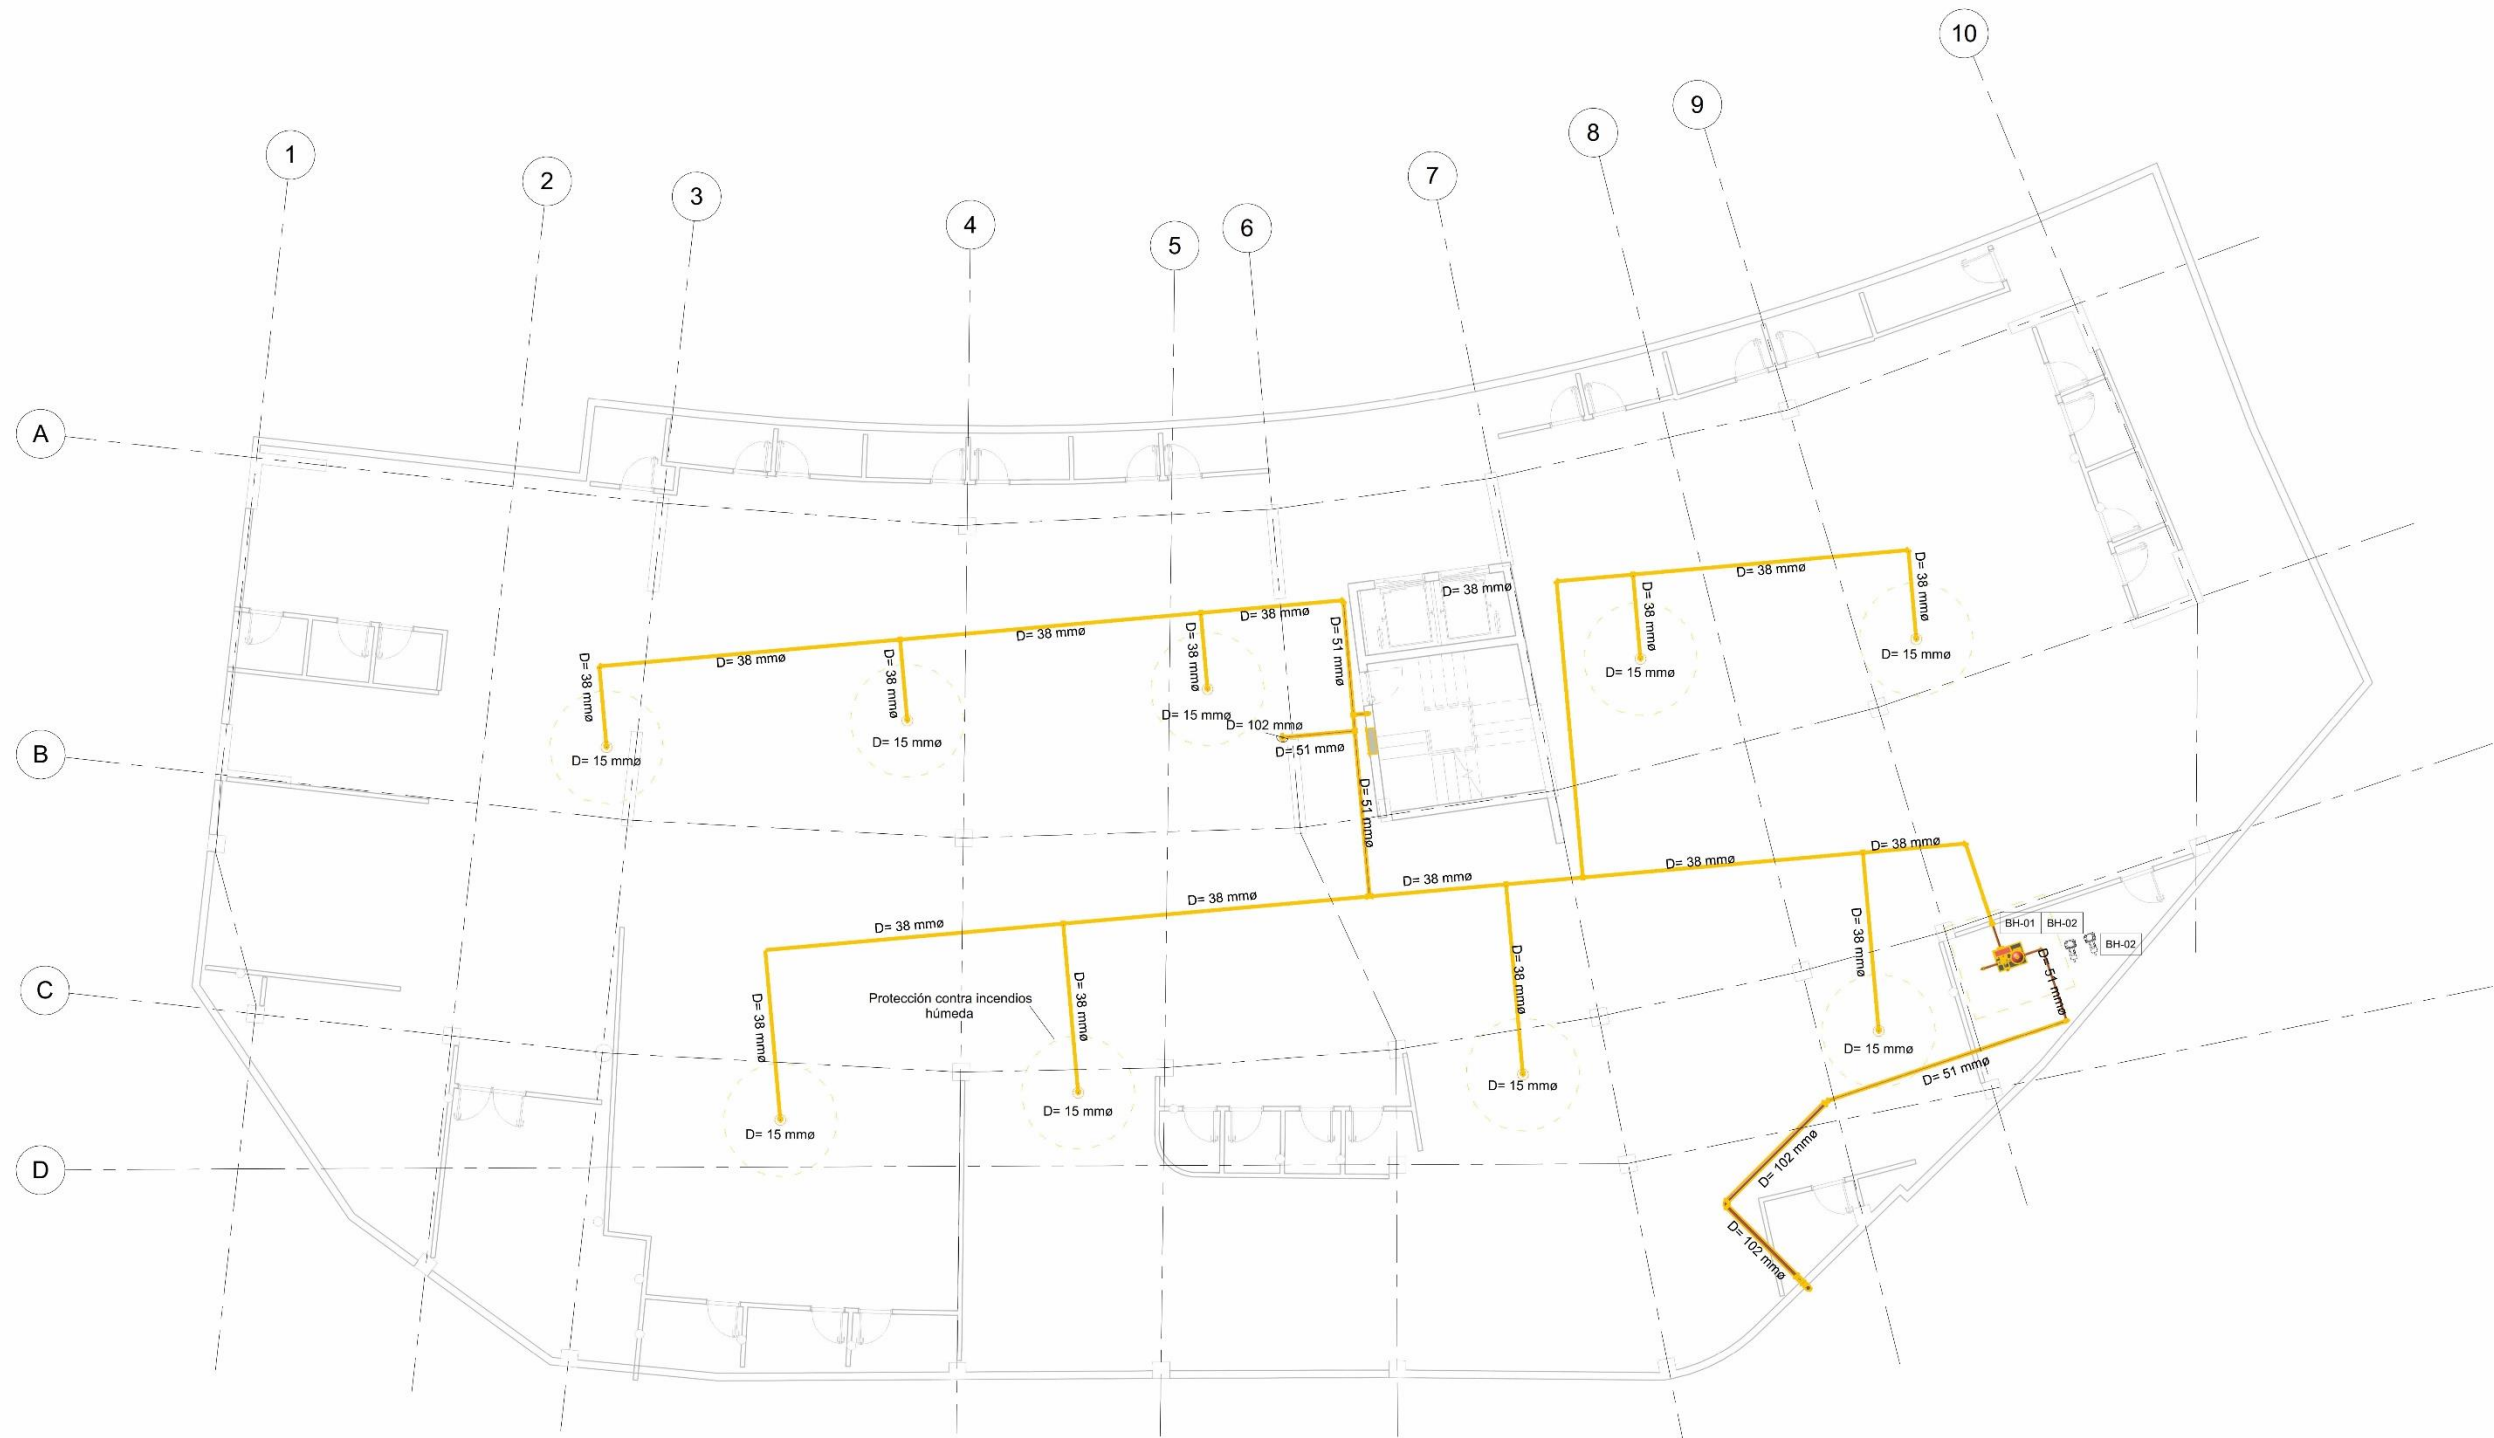 10
9
8
1
7
2
3
4
6
5
A
D= 38 mmø
D= 38 mmø
D= 38 mmø
D= 38 mmø
D= 38 mmø
D= 38 mmø
D= 51 mmø
D= 38 mmø
D= 38 mmø
D= 38 mmø
D= 38 mmø
D= 38 mmø
D= 15 mmø
D= 15 mmø
D= 15 mmø
D= 102 mmø
D= 15 mmø
D= 51 mmø
B
D= 15 mmø
D= 51 mmø
D= 38 mmø
D= 38 mmø
D= 38 mmø
D= 38 mmø
D= 38 mmø
BH-01
BH-02
BH-02
D= 38 mmø
D= 38 mmø
D= 51 mmø
C
Protección contra incendios
húmeda
D= 38 mmø
D= 38 mmø
D= 15 mmø
D= 51 mmø
D= 15 mmø
D= 15 mmø
D= 15 mmø
D
D= 102 mmø
D= 102 mmø